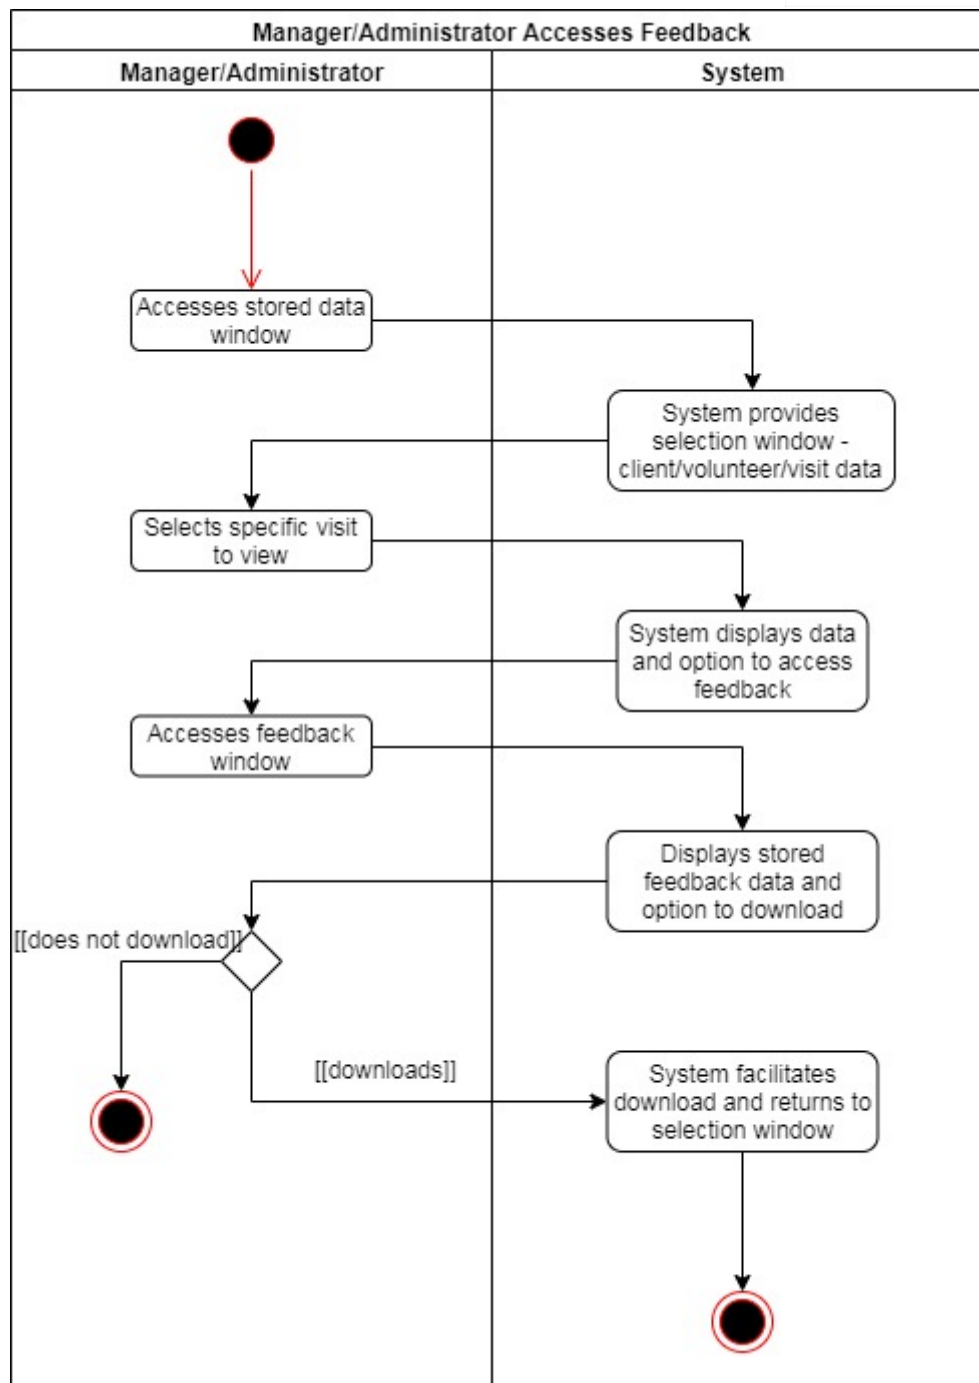 Manager/Administrator Accesses Feedback
Manager/Administrator
System
Accesses stored data
window
System provides
selection window -
client/volunteer/visit data
Selects specific visit
to view
System displays data
and option to access
feedback
Accesses feedback
window
Displays stored
feedback data and
option to download
[[does not download]]
[[downloads]]
System facilitates
download and returns to
selection window